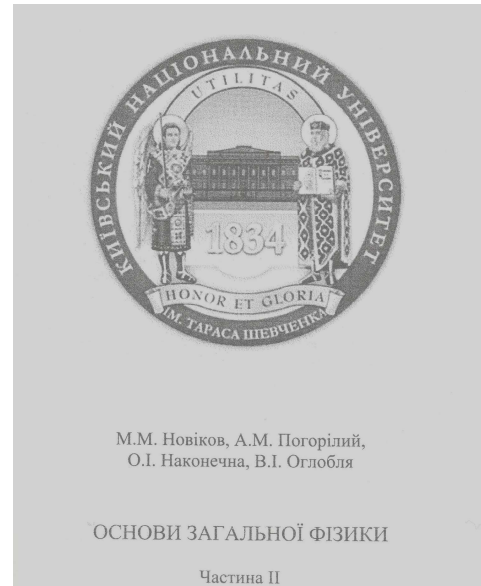 КИЇВСЬКИЙ НАЦІОНАЛЬНИЙ УНІВЕРСИТЕТ
UTILITAS
1834
HONOR ET GLORIA
ІМ. ТАРАСА ШЕВЧЕНКА
М.М. Новіков, А.М. Погорілий,
О.І. Наконечна, В.І. Оглобля
ОСНОВИ ЗАГАЛЬНОЇ ФІЗИКИ
Частина II